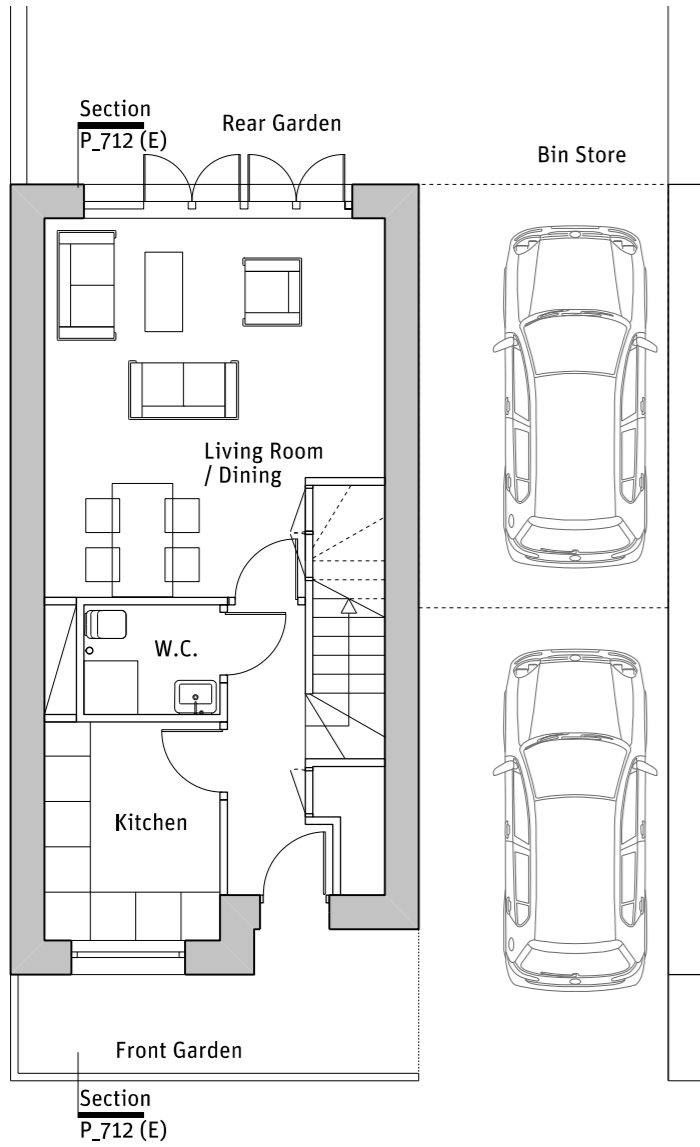 Section
P_712 (E)
Rear Garden
Bin Store
Living Room
/ Dining
W.C.
Kitchen
Front Garden
Section
P_712 (E)